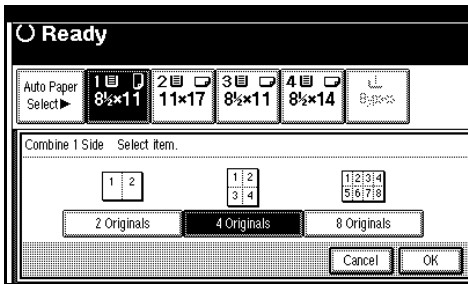 Ready
Auto Paper Select▶
1 8½×11
2 11×17
3 8½×11
4 8½×14
Bypass
Combine 1 Side Select item.
1 2
1 2
3 4
1 2 3 4
5 6 7 8
2 Originals
4 Originals
8 Originals
Cancel
OK